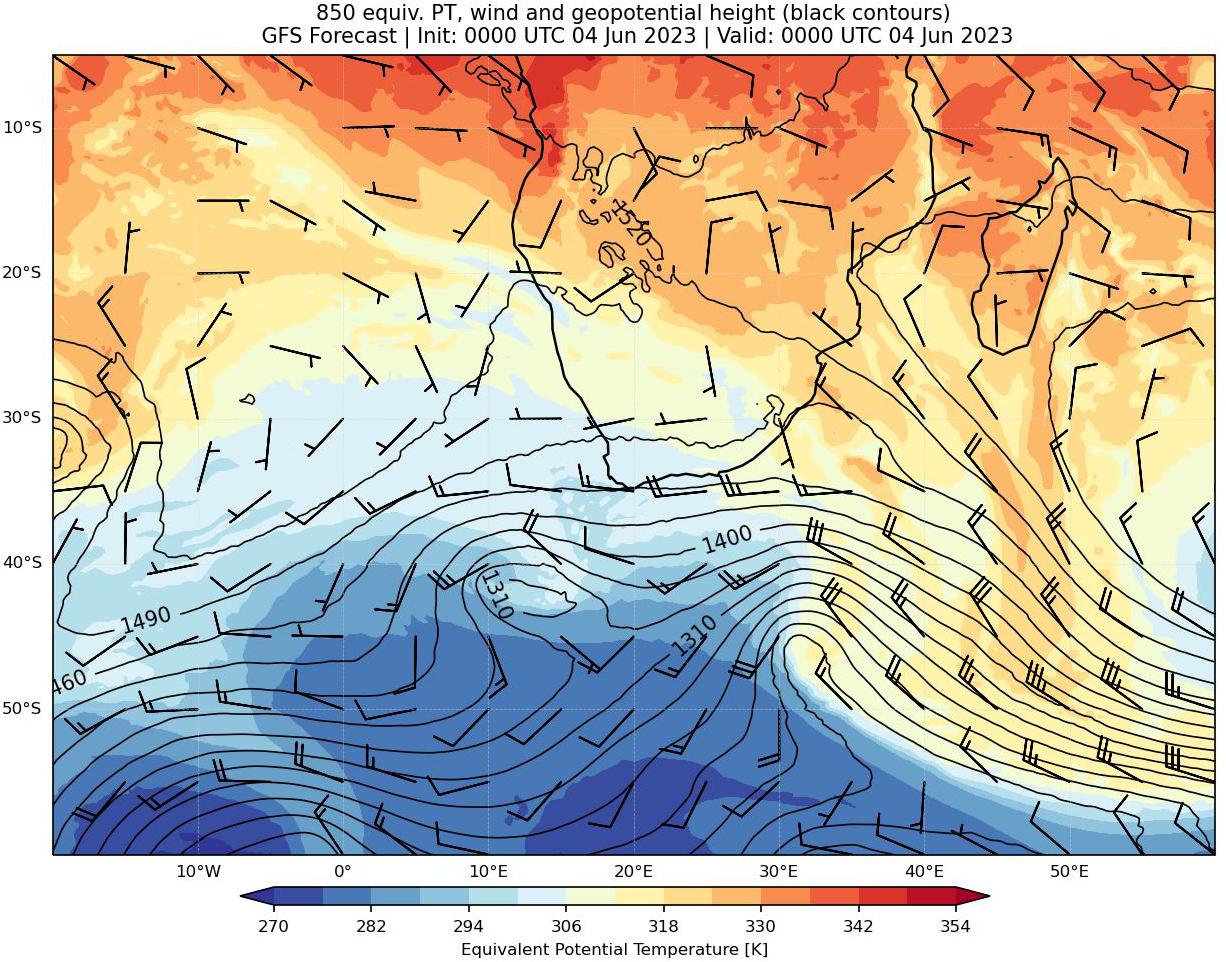 850 equiv. PT, wind and geopotential height (black contours)
GFS Forecast | Init: 0000 UTC 04 Jun 2023 | Valid: 0000 UTC 04 Jun 2023
10°S
1520
20°S
30°S
1400
40°S
1310
1490
1310
460
50°S
10°W 0° 10°E 20°E 30°E 40°E 50°E
270 282 294 306 318 330 342 354
Equivalent Potential Temperature [K]